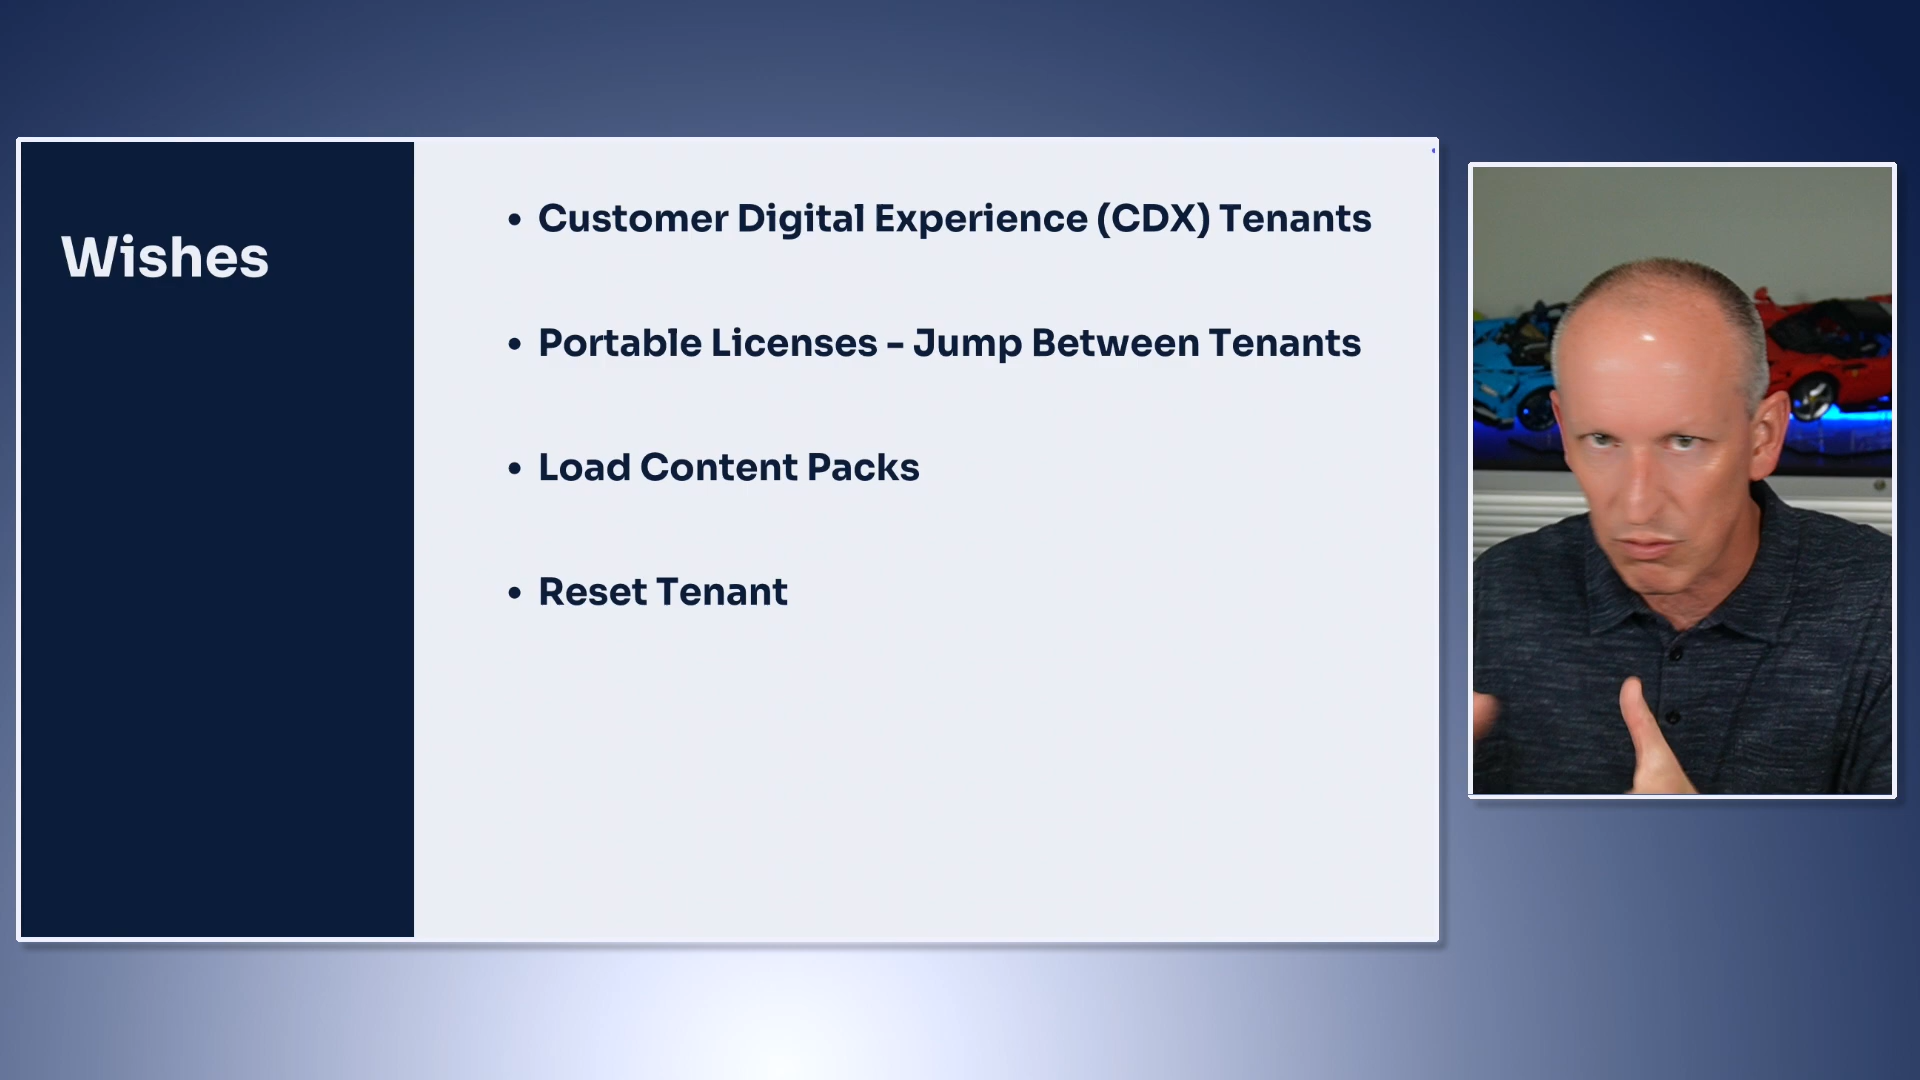 Wishes
• Customer Digital Experience (CDX) Tenants
• Portable Licenses – Jump Between Tenants
• Load Content Packs
• Reset Tenant